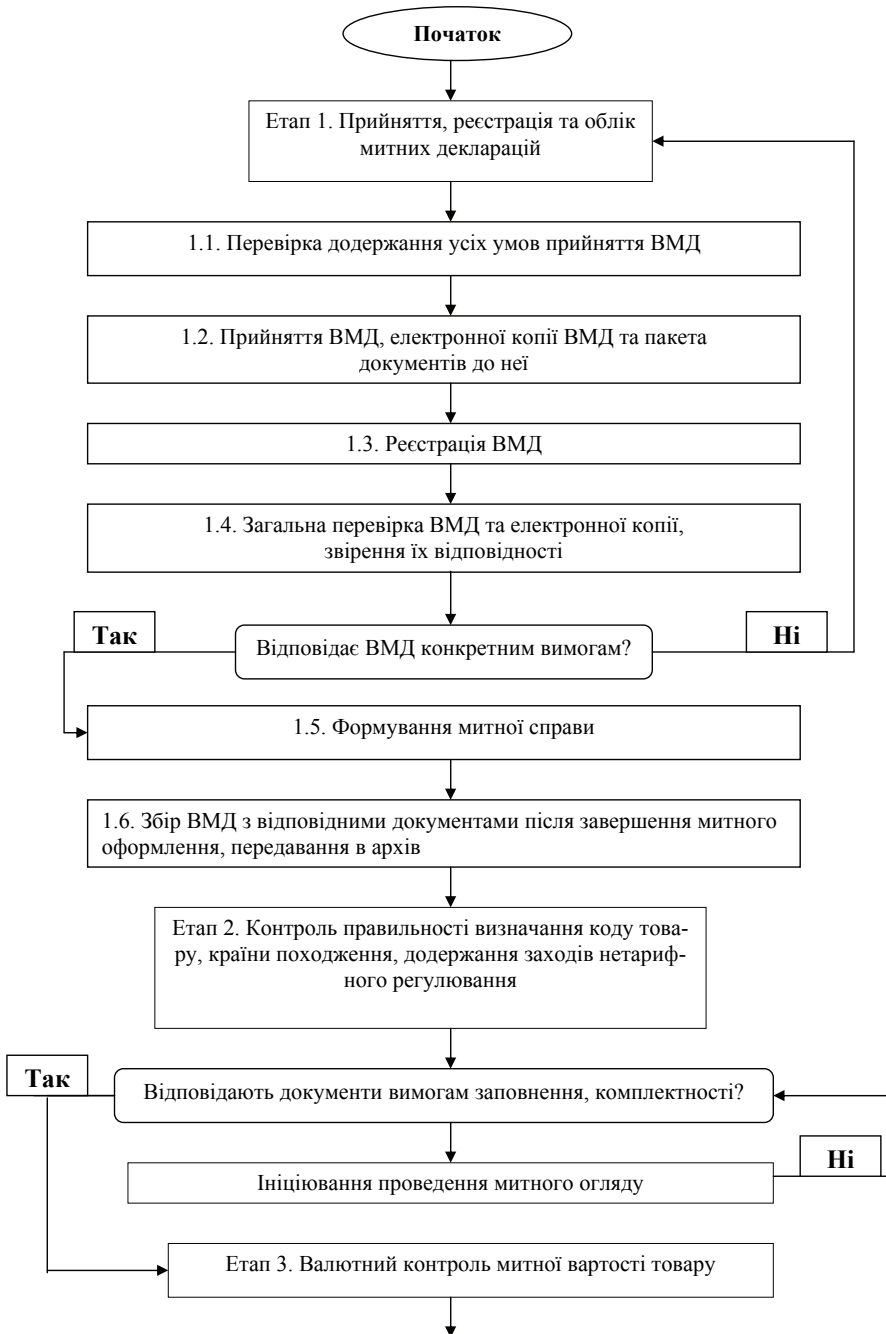 Початок
Етап 1. Прийняття, реєстрація та облік
митних декларацій
1.1. Перевірка додержання усіх умов прийняття ВМД
1.2. Прийняття ВМД, електронної копії ВМД та пакета
документів до неї
1.3. Реєстрація ВМД
1.4. Загальна перевірка ВМД та електронної копії,
звірення їх відповідності
Так
Відповідає ВМД конкретним вимогам?
Ні
1.5. Формування митної справи
1.6. Збір ВМД з відповідними документами після завершення митного
оформлення, передавання в архів
Етап 2. Контроль правильності визначання коду това-
ру, країни походження, додержання заходів нетариф-
ного регулювання
Так
Відповідають документи вимогам заповнення, комплектності?
Ні
Ініціювання проведення митного огляду
Етап 3. Валютний контроль митної вартості товару